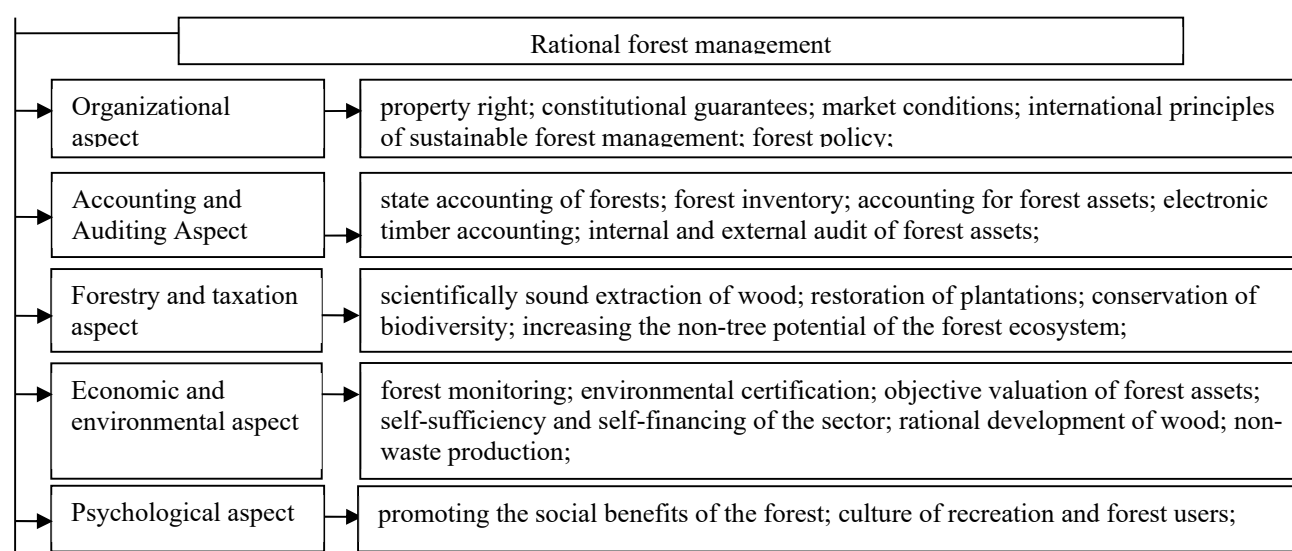 Rational forest management
Organizational
aspect
property right; constitutional guarantees; market conditions; international principles
of sustainable forest management; forest policy;
Accounting and
Auditing Aspect
state accounting of forests; forest inventory; accounting for forest assets; electronic
timber accounting; internal and external audit of forest assets;
Forestry and taxation
aspect
scientifically sound extraction of wood; restoration of plantations; conservation of
biodiversity; increasing the non-tree potential of the forest ecosystem;
Economic and
environmental aspect
forest monitoring; environmental certification; objective valuation of forest assets;
self-sufficiency and self-financing of the sector; rational development of wood; non-
waste production;
Psychological aspect
promoting the social benefits of the forest; culture of recreation and forest users;